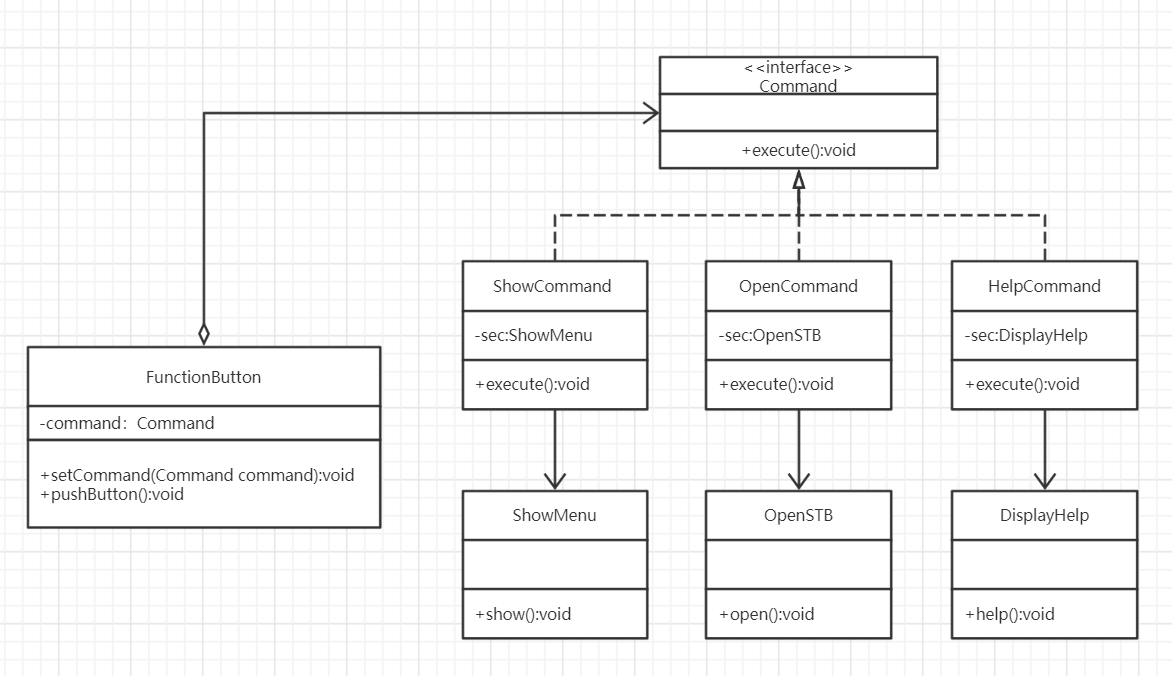 <<interface>>
Command
+execute():void
FunctionButton
-command：Command
+setCommand(Command command):void
+pushButton():void
ShowCommand
-sec:ShowMenu
+execute():void
OpenCommand
-sec:OpenSTB
+execute():void
HelpCommand
-sec:DisplayHelp
+execute():void
ShowMenu
+show():void
OpenSTB
+open():void
DisplayHelp
+help():void